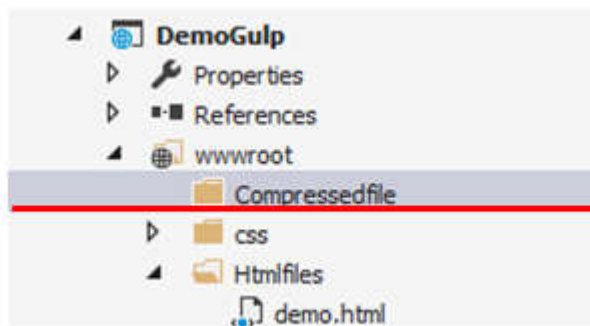 DemoGulp
Properties
References
wwwroot
Compressedfile
css
Htmlfiles
demo.html